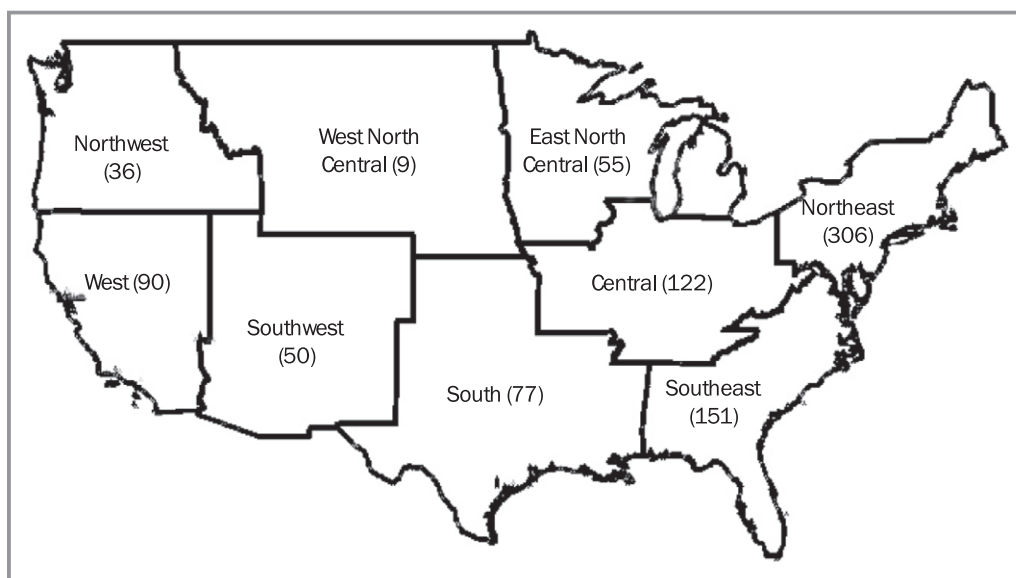 Northwest
(36)
West North
Central (9)
East North
Central (55)
Northeast
(306)
West (90)
Central (122)
Southwest
(50)
South (77)
Southeast
(151)